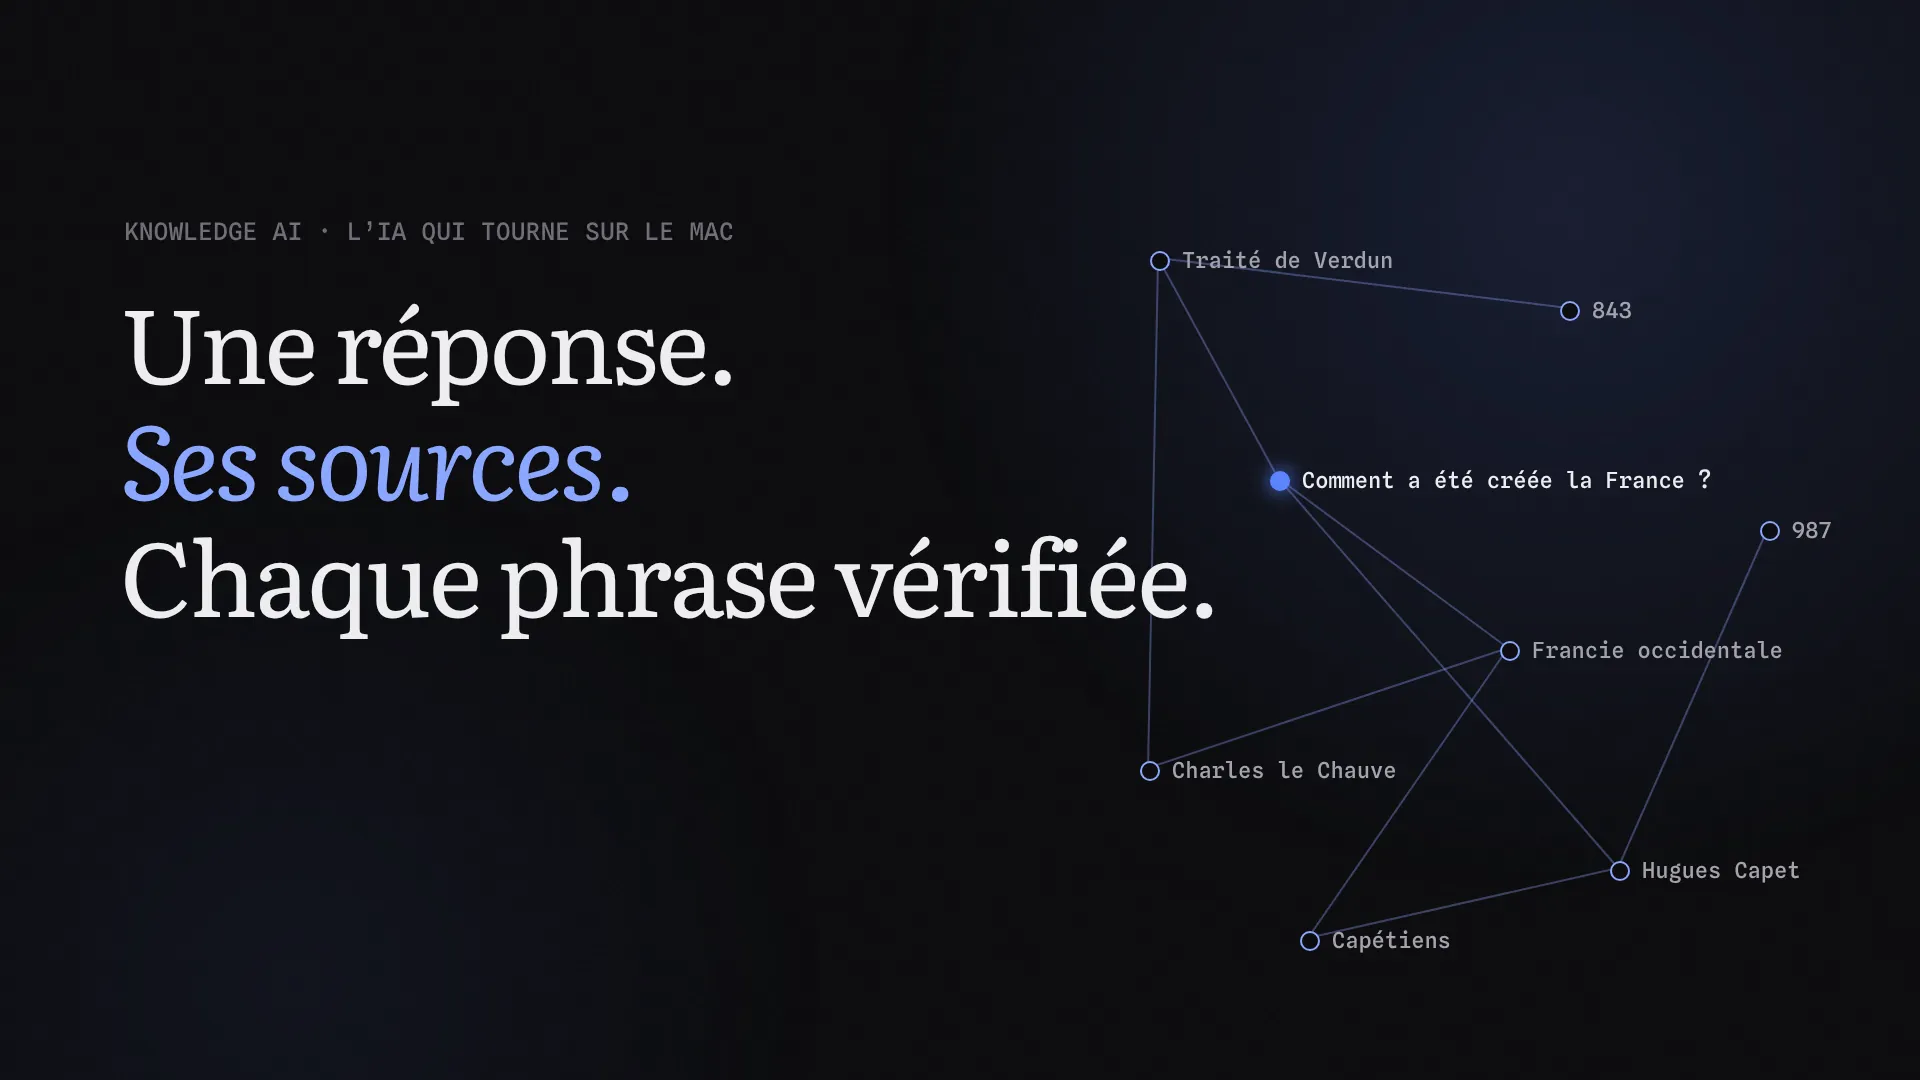 KNOWLEDGE AI · L’IA QUI TOURNE SUR LE MAC
Une réponse.
Ses sources.
Chaque phrase vérifiée.
Traité de Verdun
843
Comment a été créée la France ?
987
Francie occidentale
Charles le Chauve
Hugues Capet
Capétiens